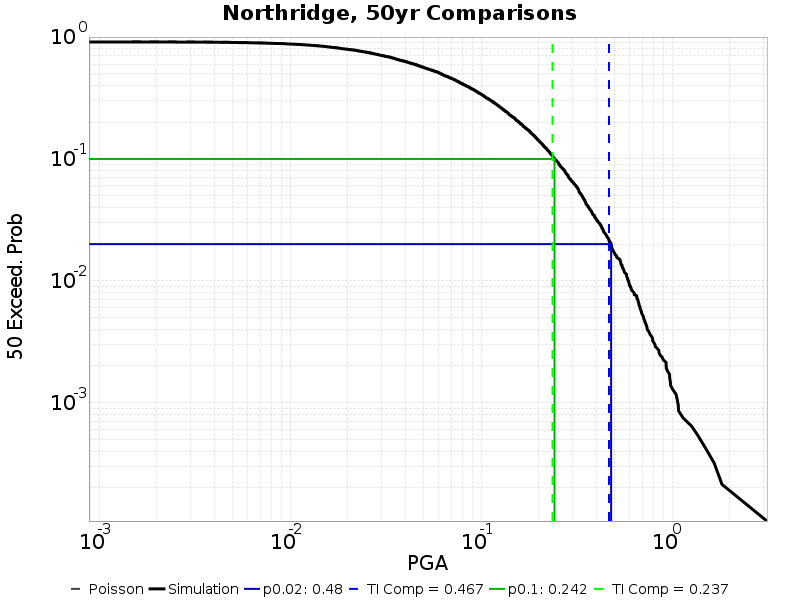 Northridge, 50yr Comparisons
10^0
10^-1
10^-2
10^-3
50 Exceed. Prob
10^-3 10^-2 10^-1 10^0
PGA
Poisson Simulation p0.02: 0.48 TI Comp = 0.467 p0.1: 0.242 TI Comp = 0.237